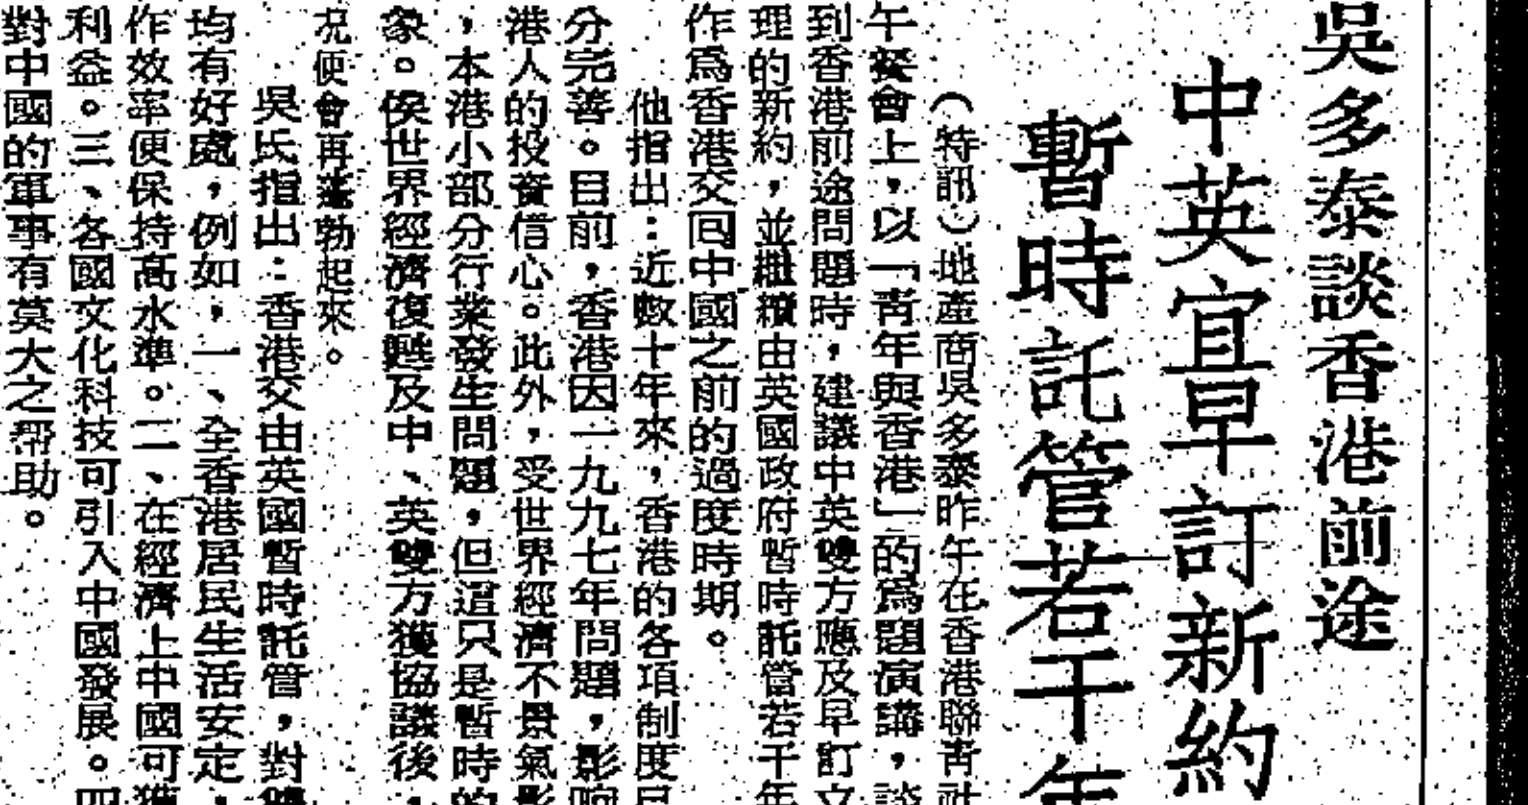 吳多泰談香港前途
中英宜早訂新約
暫時託管若干年
（特訊）地產商吳多泰昨午在香港聯青社
午餐會上，以「青年與香港」的爲題演講，談
到香港前途問題時，建議中英雙方應及早訂立
理的新約，並繼續由英國政府暫時託管若干年
作爲香港交回中國之前的過度時期。
他指出：近數十年來，香港的各項制度已
分完善。目前，香港因一九九七年問題，影响
港人的投資信心。此外，受世界經濟不景氣影
，本港小部分行業發生問題，但這只是暫時的
象。俟世界經濟復甦及中、英雙方獲協議後，
况便會再蓬勃起來。
吳氏指出：香港交由英國暫時託管，對雙
均有好處，例如，一、全香港居民生活安定，
作效率便保持高水準。二、在經濟上中國可獲
利益。三、各國文化科技可引入中國發展。四
對中國的軍事有莫大之幫助。